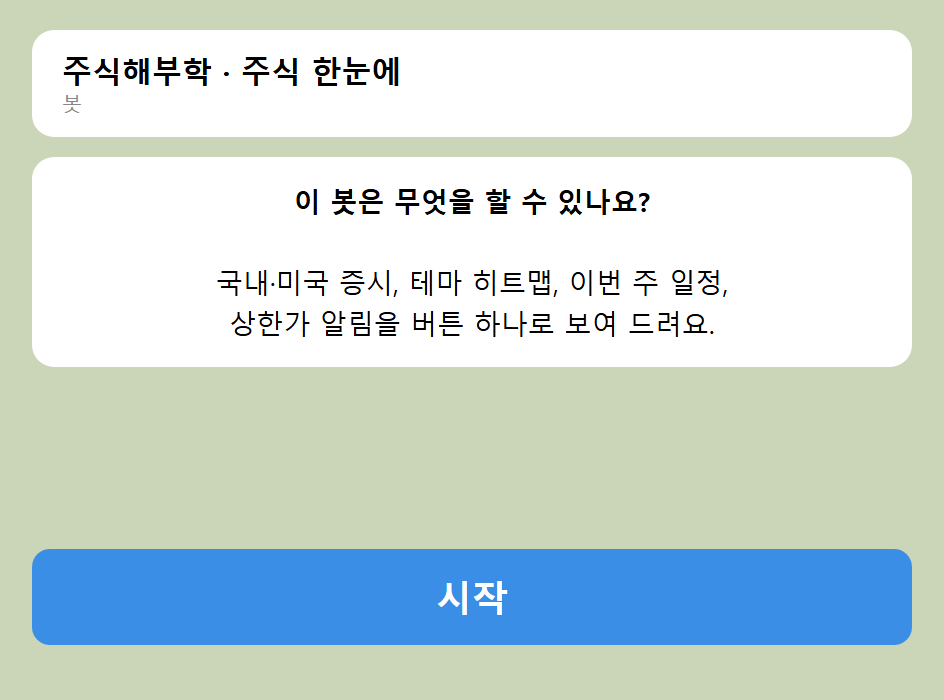 주식해부학 · 주식 한눈에
봇
이 봇은 무엇을 할 수 있나요?
국내·미국 증시, 테마 히트맵, 이번 주 일정,
상한가 알림을 버튼 하나로 보여 드려요.
시작